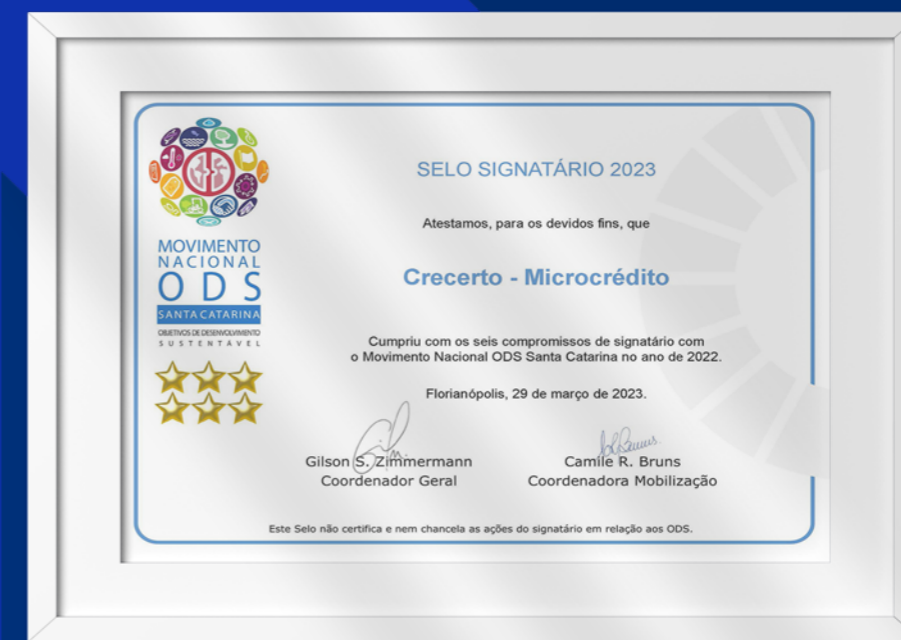 MOVIMENTO
NACIONAL
ODS
SANTA CATARINA
OBJETIVOS DE DESENVOLVIMENTO
SUSTENTÁVEL
SELO SIGNATÁRIO 2023
Atestamos, para os devidos fins, que
Crecerto - Microcrédito
Cumpriu com os seis compromissos de signatário com
o Movimento Nacional ODS Santa Catarina no ano de 2022.
Florianópolis, 29 de março de 2023.
Gilson S. Zimmermann
Coordenador Geral
Camile R. Bruns
Coordenadora Mobilização
Este Selo não certifica e nem chancela as ações do signatário em relação aos ODS.